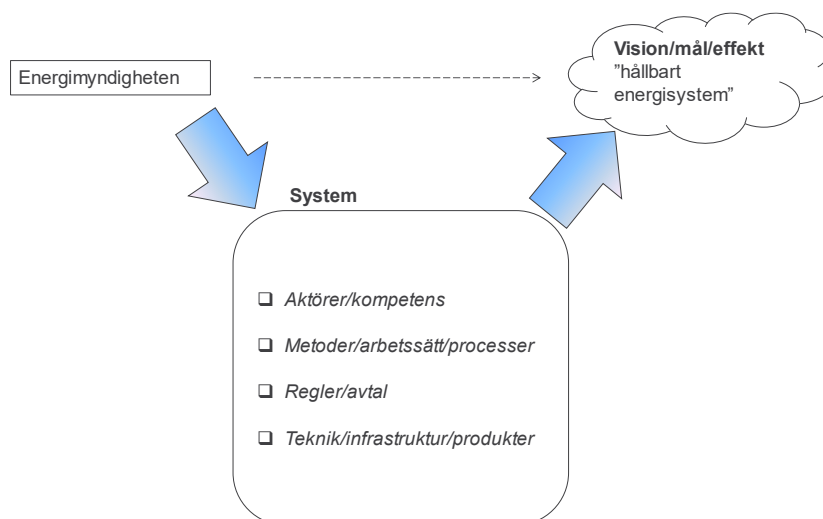 Vision/mål/effekt
”hållbart
energisystem”
Energimyndigheten
System
Aktörer/kompetens
Metoder/arbetssätt/processer
Regler/avtal
Teknik/infrastruktur/produkter